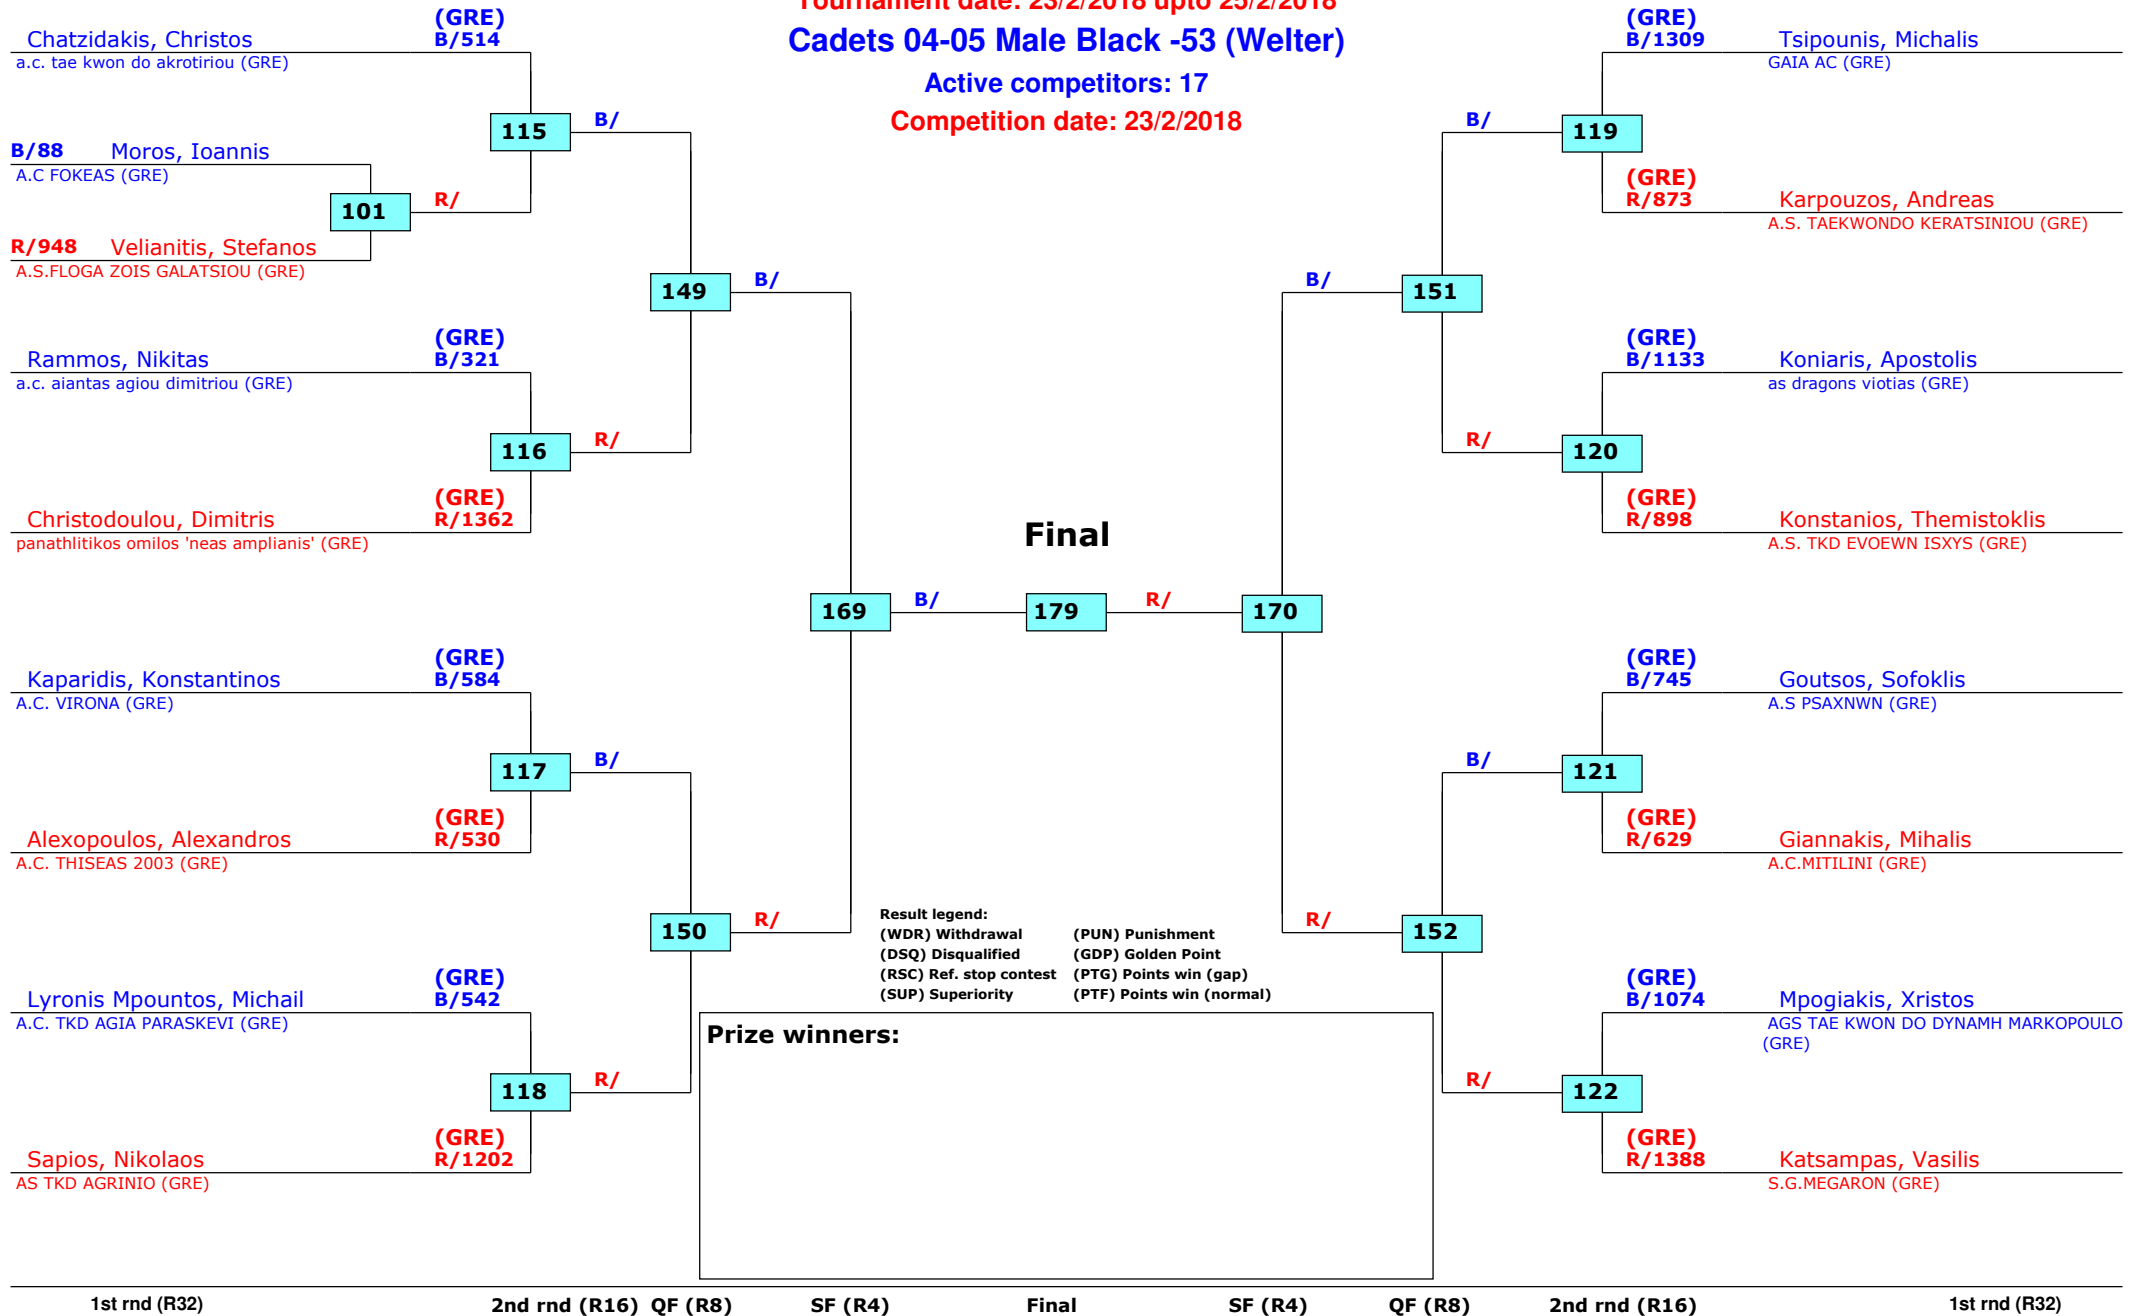 Tournament date: 23/2/2018 upto 25/2/2018
Cadets 04-05 Male Black -53 (Welter)
Active competitors: 17
Competition date: 23/2/2018
(GRE)
Chatzidakis, Christos B/514
a.c. tae kwon do akrotiriou (GRE)
115 B/
B/88 Moros, Ioannis
A.C FOKEAS (GRE)
101 R/
R/948 Velianitis, Stefanos
A.S.FLOGA ZOIS GALATSIOU (GRE)
149 B/
(GRE)
Rammos, Nikitas B/321
a.c. aiantas agiou dimitriou (GRE)
116 R/
(GRE)
Christodoulou, Dimitris R/1362
panathlitikos omilos 'neas amplianis' (GRE)
169 B/
(GRE)
Kaparidis, Konstantinos B/584
A.C. VIRONA (GRE)
117 B/
(GRE)
Alexopoulos, Alexandros R/530
A.C. THISEAS 2003 (GRE)
150 R/
(GRE)
Lyronis Mpountos, Michail B/542
A.C. TKD AGIA PARASKEVI (GRE)
118 R/
(GRE)
Sapios, Nikolaos R/1202
AS TKD AGRINIO (GRE)
Final
179
(GRE)
B/1309 Tsipounis, Michalis
GAIA AC (GRE)
B/ 119
(GRE)
R/873 Karpouzos, Andreas
A.S. TAEKWONDO KERATSINIOU (GRE)
B/ 151
(GRE)
B/1133 Koniaris, Apostolis
as dragons viotias (GRE)
R/ 120
(GRE)
R/898 Konstanios, Themistoklis
A.S. TKD EVOEWN ISXYS (GRE)
R/ 170
(GRE)
B/745 Goutsos, Sofoklis
A.S PSAXNWN (GRE)
B/ 121
(GRE)
R/629 Giannakis, Mihalis
A.C.MITILINI (GRE)
R/ 152
(GRE)
B/1074 Mpogiakis, Xristos
AGS TAE KWON DO DYNAMH MARKOPOULO
(GRE)
R/ 122
(GRE)
R/1388 Katsampas, Vasilis
S.G.MEGARON (GRE)
Result legend:
(WDR) Withdrawal (PUN) Punishment
(DSQ) Disqualified (GDP) Golden Point
(RSC) Ref. stop contest (PTG) Points win (gap)
(SUP) Superiority (PTF) Points win (normal)
Prize winners:
1st rnd (R32) 2nd rnd (R16) QF (R8) SF (R4) Final SF (R4) QF (R8) 2nd rnd (R16) 1st rnd (R32)